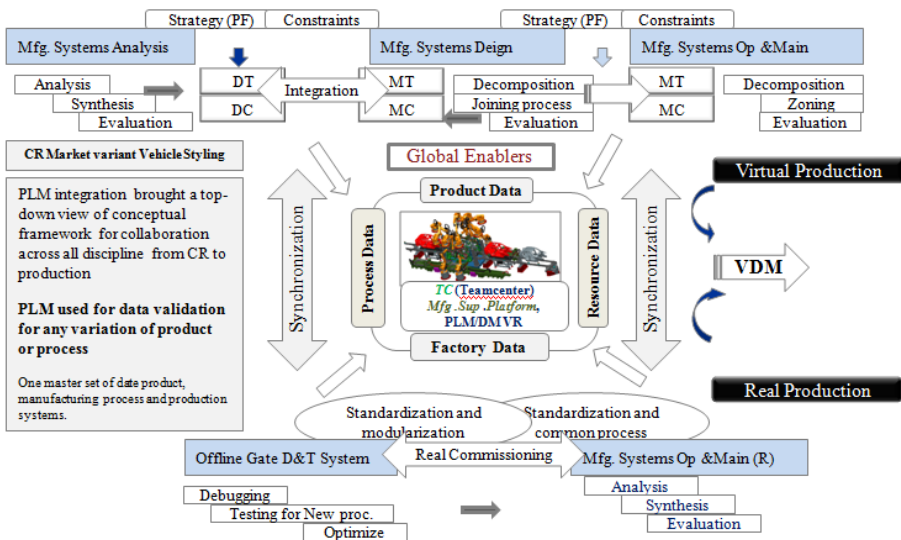 Strategy (PF)
Constraints
Strategy (PF)
Constraints
Mfg. Systems Analysis
Mfg. Systems Deign
Mfg. Systems Op &Main
Analysis
Synthesis
Evaluation
DT
DC
Integration
MT
MC
Decomposition
Joining process
Evaluation
MT
MC
Decomposition
Zoning
Evaluation
CR Market variant Vehicle Styling
PLM integration brought a top-
down view of conceptual
framework for collaboration
across all discipline from CR to
production
PLM used for data validation
for any variation of product
or process
One master set of date product,
manufacturing process and production
systems.
Synchronization
Global Enablers
Product Data
Process Data
Resource Data
TC (Teamcenter)
Mfg .Sup .Platform,
PLM/DMVR
Factory Data
Synchronization
Virtual Production
VDM
Real Production
Standardization and
modularization
Standardization and
common process
Offline Gate D&T System
Real Commissioning
Mfg. Systems Op &Main (R)
Debugging
Testing for New proc.
Optimize
Analysis
Synthesis
Evaluation